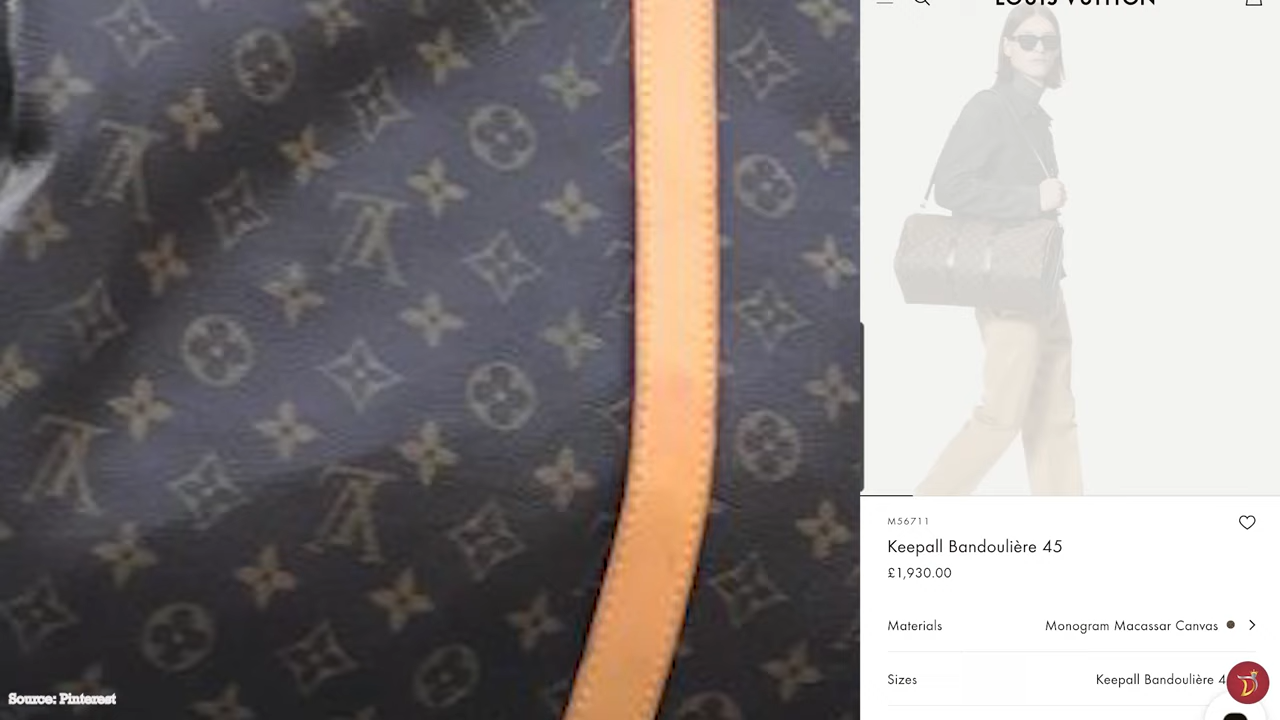 LOUIS VUITTON
M56711
Keepall Bandoulière 45
£1,930.00
Materials
Monogram Macassar Canvas
Sizes
Keepall Bandoulière 4
Source: Pinterest